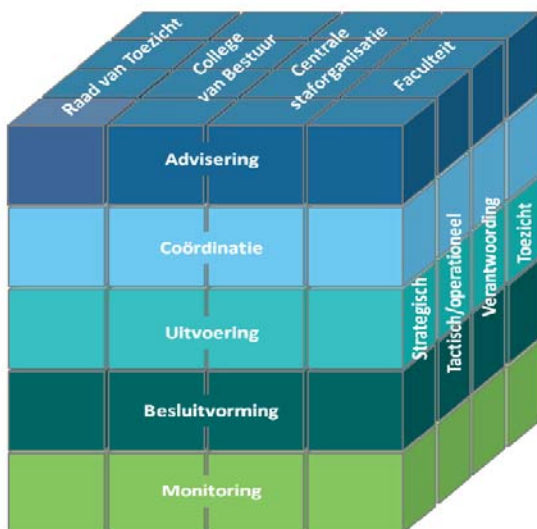 Raad van Toezicht
College
van Bestuur
Centrale
staforganisatie
Faculteit
Advisering
Coördinatie
Uitvoering
Besluitvorming
Monitoring
Strategisch
Tactisch/operationeel
Verantwoording
Toezicht